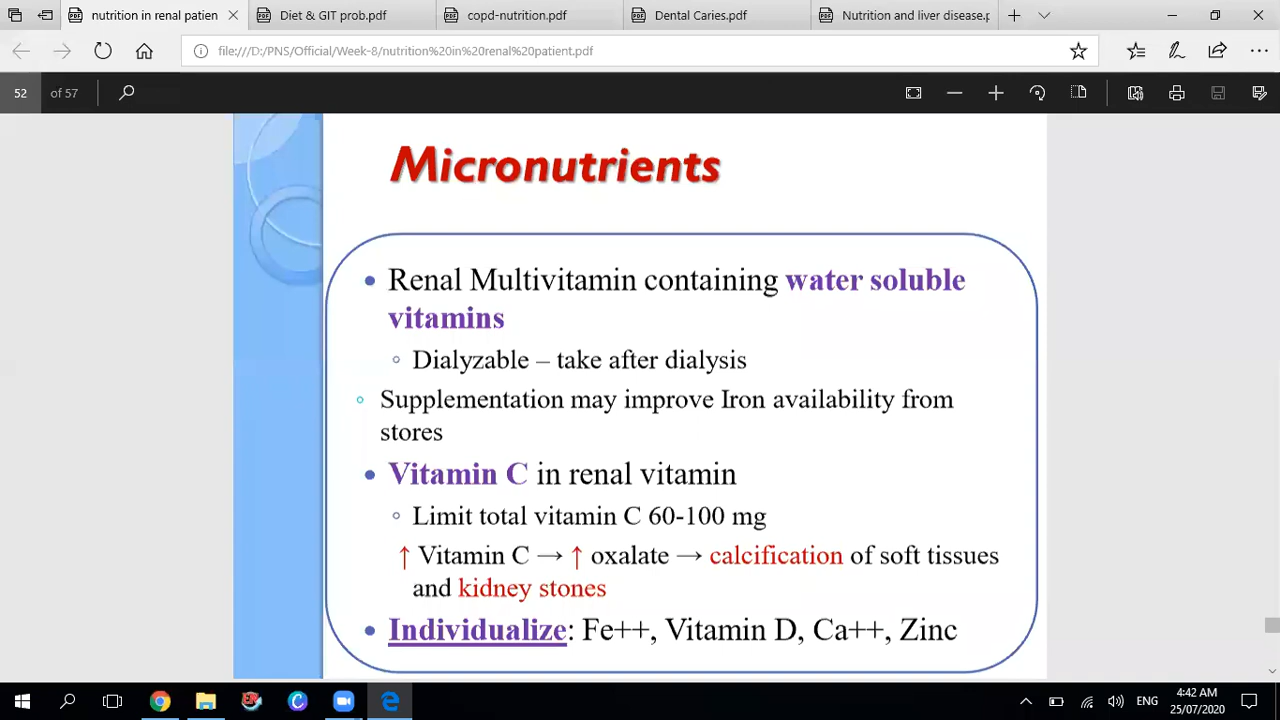 nutrition in renal patien
Diet & GIT prob.pdf
copd-nutrition.pdf
Dental Caries.pdf
Nutrition and liver disease.p
file:///D:/PNS/Official/Week-8/nutrition%20in%20renal%20patient.pdf
52 of 57
Micronutrients
• Renal Multivitamin containing water soluble
vitamins
◦ Dialyzable – take after dialysis
◦ Supplementation may improve Iron availability from
stores
• Vitamin C in renal vitamin
◦ Limit total vitamin C 60-100 mg
↑ Vitamin C → ↑ oxalate → calcification of soft tissues
and kidney stones
• Individualize: Fe++, Vitamin D, Ca++, Zinc
ENG
4:42 AM
25/07/2020